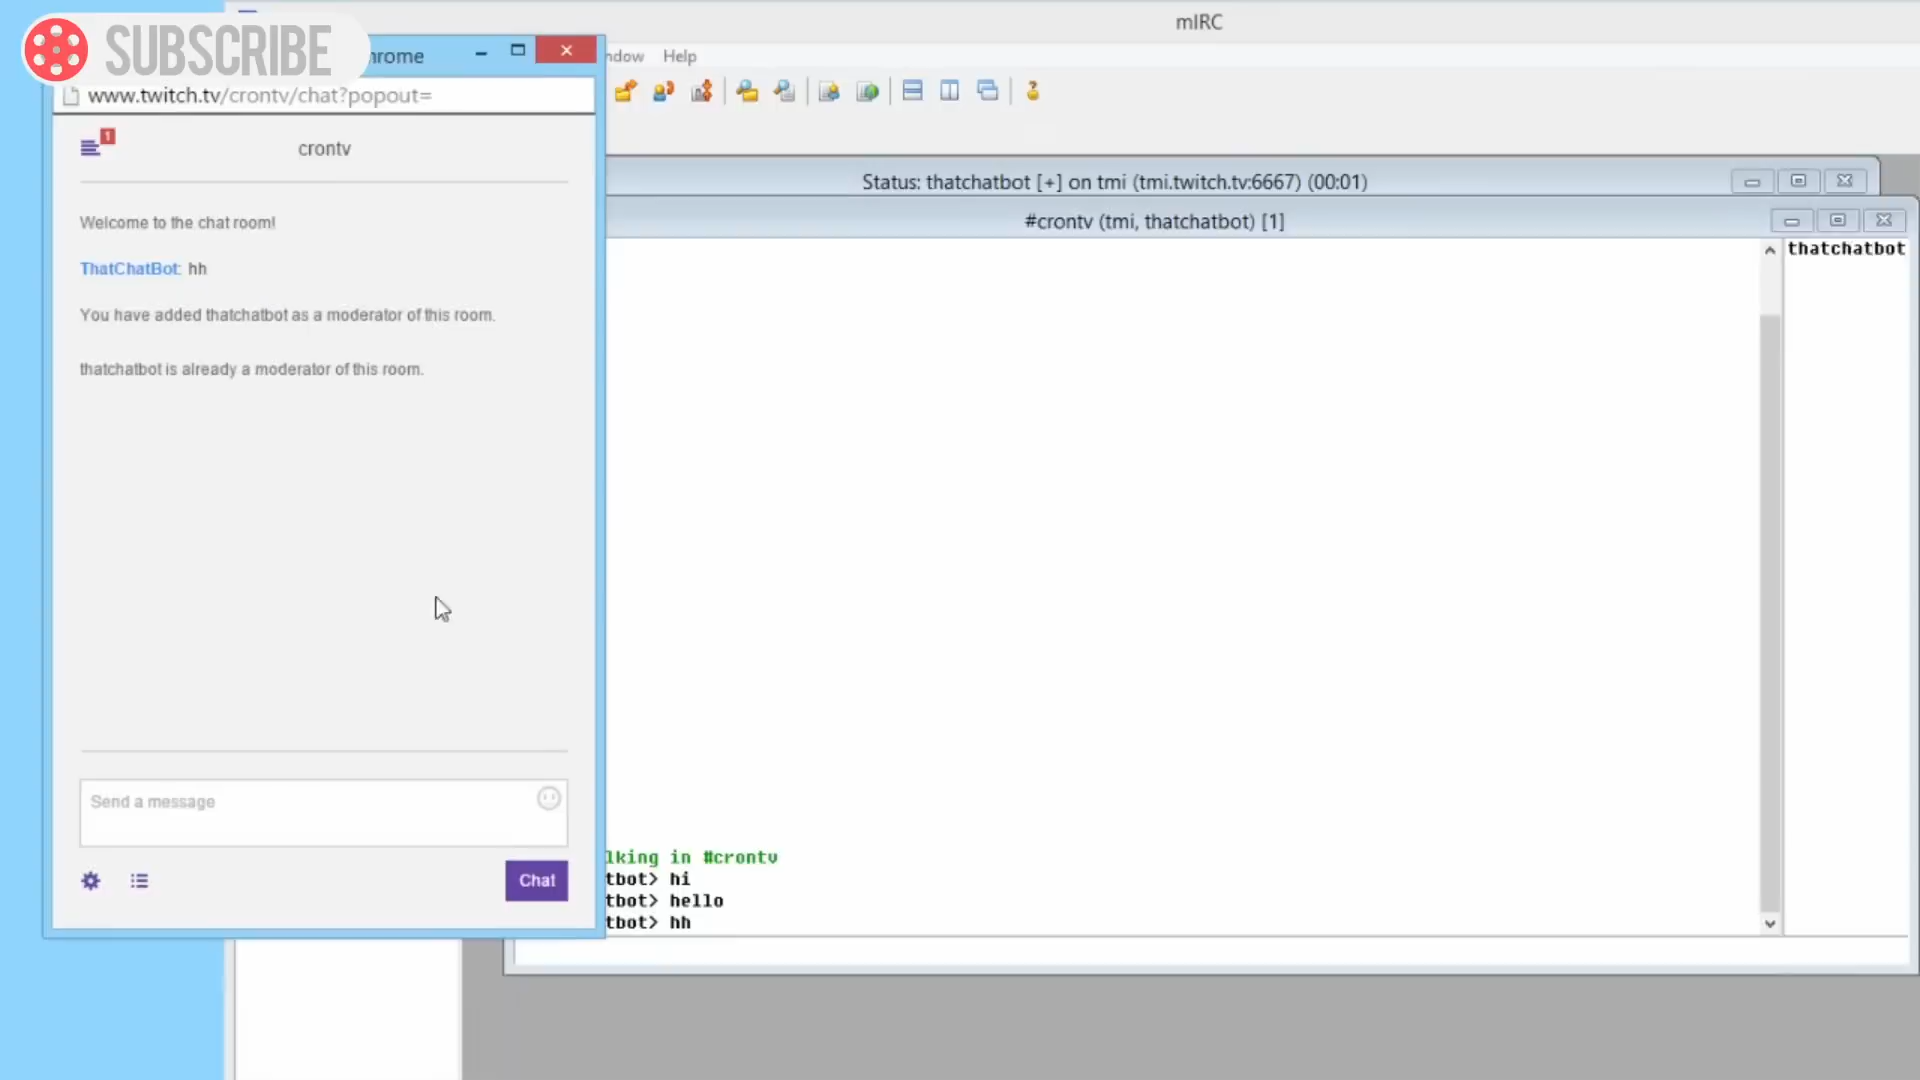 SUBSCRIBE
mIRC
hrome
ndow Help
www.twitch.tv/crontv/chat?popout=
1
crontv
Status: thatchatbot [+] on tmi (tmi.twitch.tv:6667) (00:01)
#crontv (tmi, thatchatbot) [1]
thatchatbot
Welcome to the chat room!
ThatChatBot: hh
You have added thatchatbot as a moderator of this room.
thatchatbot is already a moderator of this room.
Send a message
Chat
lking in #crontv
tbot> hi
tbot> hello
tbot> hh